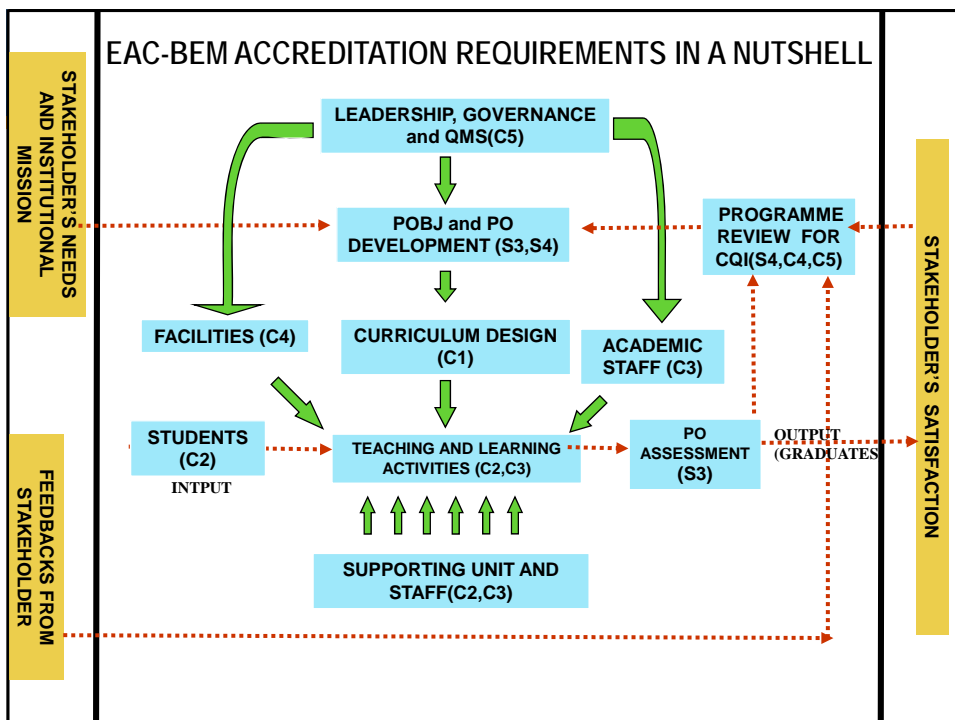 EAC-BEM ACCREDITATION REQUIREMENTS IN A NUTSHELL
STAKEHOLDER'S NEEDS
AND INSTITUTIONAL
MISSION
LEADERSHIP, GOVERNANCE
and QMS(C5)
POBJ and PO
DEVELOPMENT (S3,S4)
PROGRAMME
REVIEW FOR
CQI(S4,C4,C5)
STAKEHOLDER'S SATISFACTION
FACILITIES (C4)
CURRICULUM DESIGN
(C1)
ACADEMIC
STAFF (C3)
STUDENTS
(C2)
INTPUT
TEACHING AND LEARNING
ACTIVITIES (C2,C3)
PO
ASSESSMENT
(S3)
OUTPUT
(GRADUATES
FEEDBACKS FROM
STAKEHOLDER
SUPPORTING UNIT AND
STAFF(C2,C3)